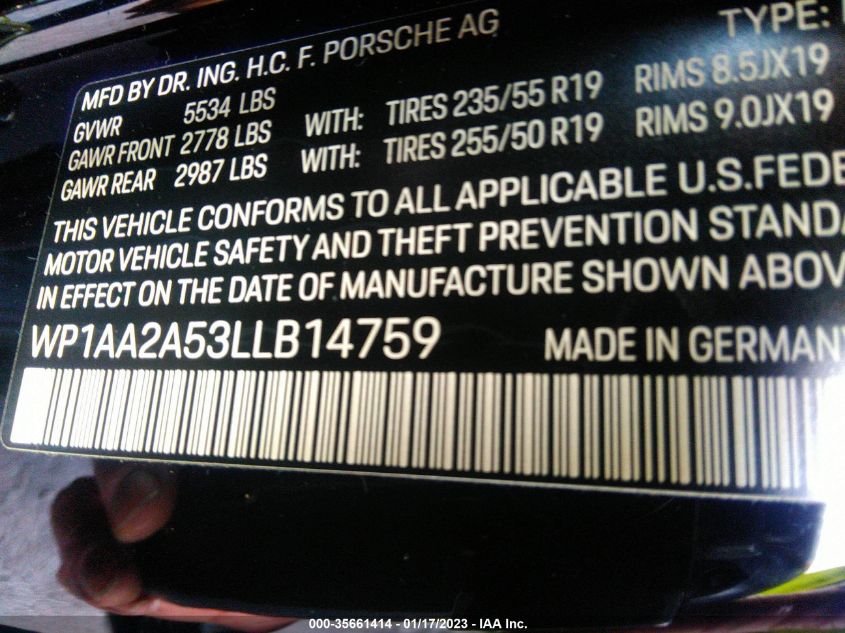 MFD BY DR. ING. H.C. F. PORSCHE AG TYPE:
GVWR 5534 LBS
GAWR FRONT 2778 LBS WITH: TIRES 235/55 R19 RIMS 8.5JX19
GAWR REAR 2987 LBS WITH: TIRES 255/50 R19 RIMS 9.0JX19
THIS VEHICLE CONFORMS TO ALL APPLICABLE U.S.FEDE
MOTOR VEHICLE SAFETY AND THEFT PREVENTION STANDA
IN EFFECT ON THE DATE OF MANUFACTURE SHOWN ABOV
WP1AA2A53LLB14759 MADE IN GERMANY
000-35661414 - 01/17/2023 - IAA Inc.